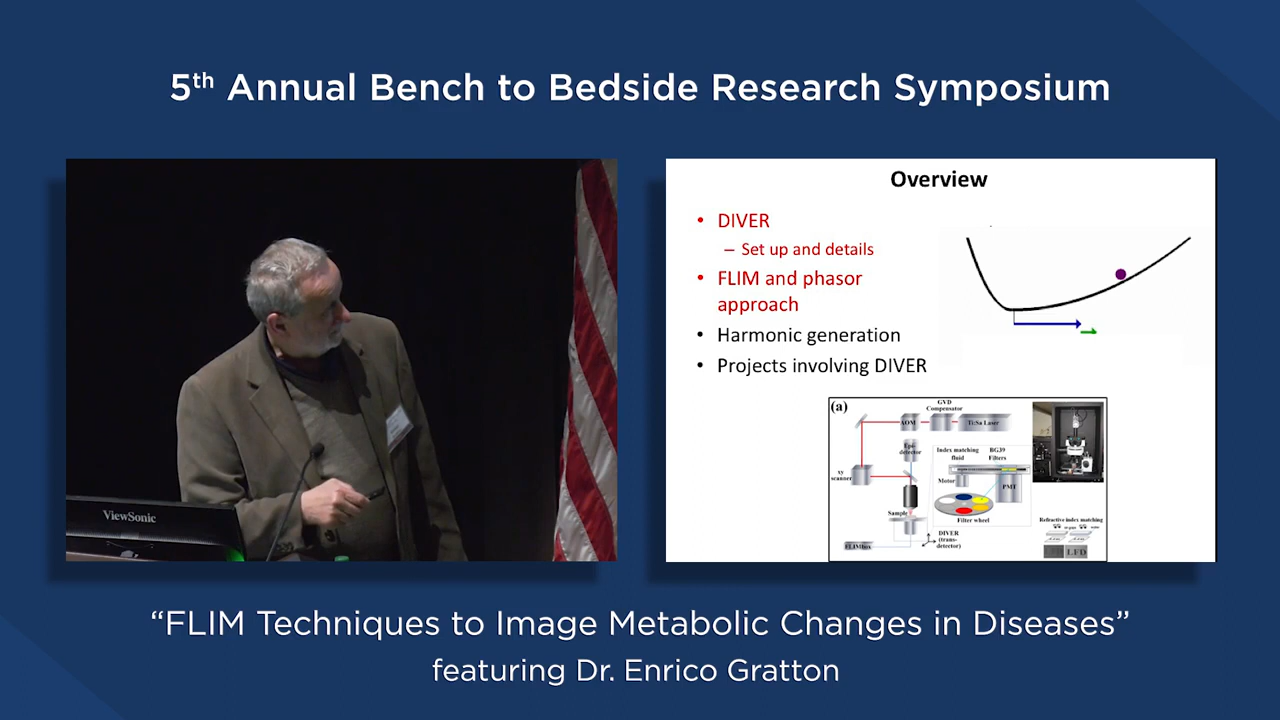 5th Annual Bench to Bedside Research Symposium
ViewSonic
Overview
• DIVER
– Set up and details
• FLIM and phasor
approach
• Harmonic generation
• Projects involving DIVER
(a)
GVD
Compensator
AOM
Ti:Sa Laser
Epi-
detector
xy
scanner
Index matching
fluid
BG39
Filters
Motor
PMT
Filter wheel
Sample
DIVER
(trans-
detector)
FLIMbox
Refractive index matching
LFD
“FLIM Techniques to Image Metabolic Changes in Diseases”
featuring Dr. Enrico Gratton